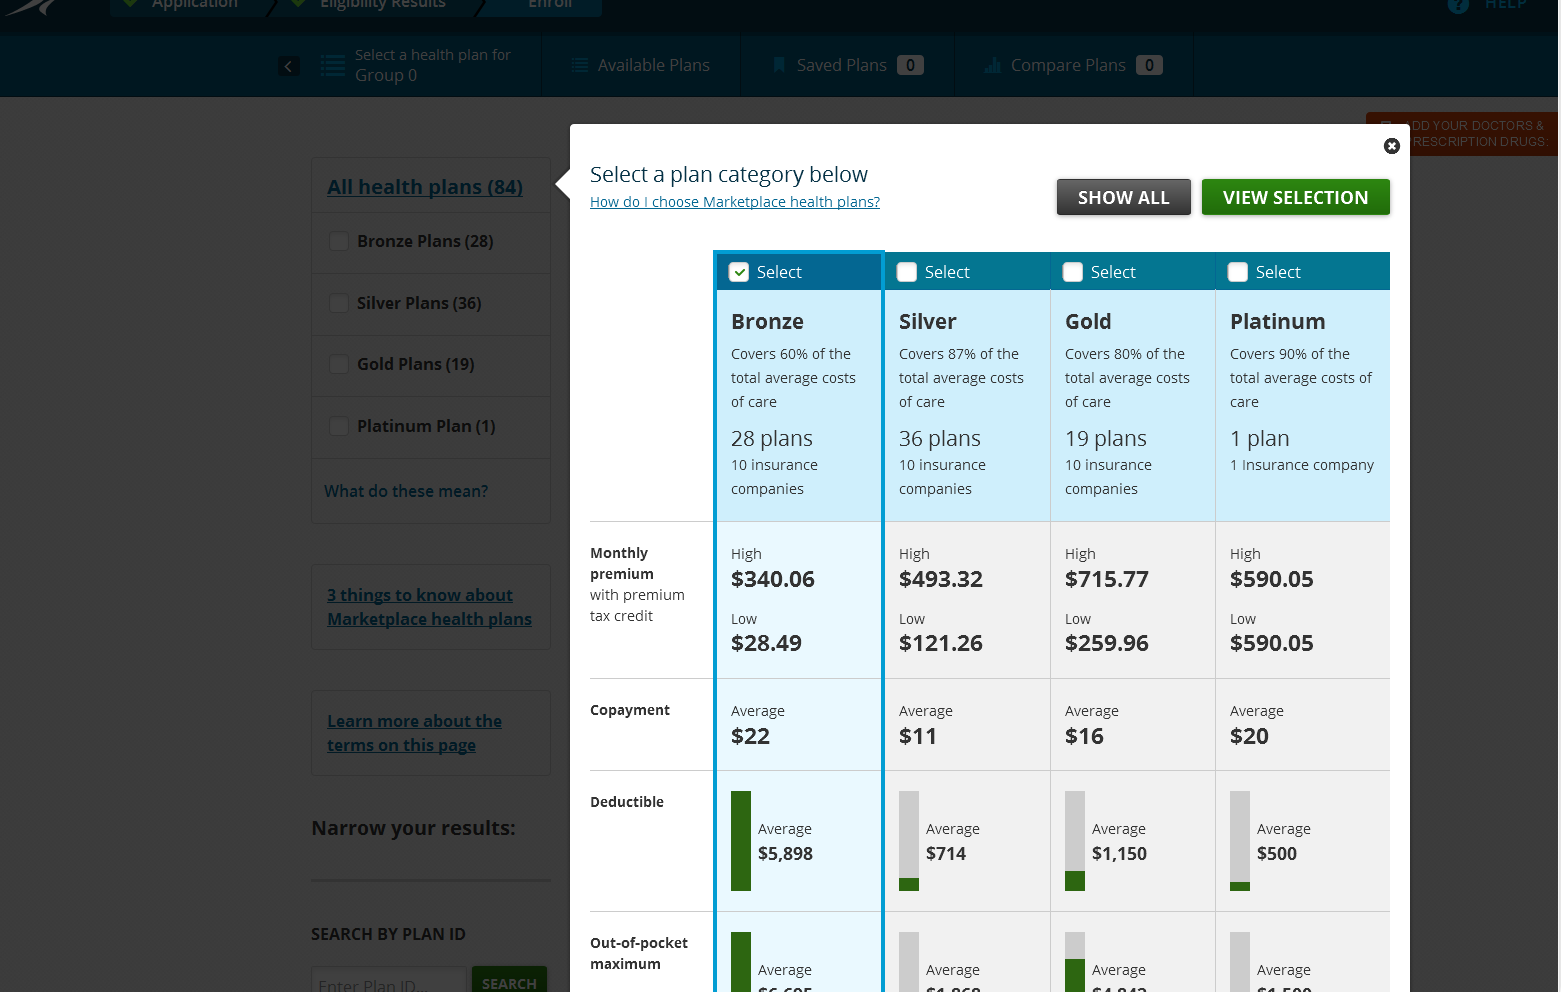 Application
Eligibility Results
Enroll
HELP
Select a health plan for
Group 0
Available Plans
Saved Plans 0
Compare Plans 0
DD YOUR DOCTORS &
RESCRIPTION DRUGS:
All health plans (84)
Bronze Plans (28)
Silver Plans (36)
Gold Plans (19)
Platinum Plan (1)
What do these mean?
3 things to know about
Marketplace health plans
Learn more about the
terms on this page
Narrow your results:
SEARCH BY PLAN ID
Enter Plan ID...
SEARCH
Select a plan category below
How do I choose Marketplace health plans?
SHOW ALL
VIEW SELECTION
Select
Select
Select
Select
Bronze
Covers 60% of the
total average costs
of care
28 plans
10 insurance
companies
Silver
Covers 87% of the
total average costs
of care
36 plans
10 insurance
companies
Gold
Covers 80% of the
total average costs
of care
19 plans
10 insurance
companies
Platinum
Covers 90% of the
total average costs of
care
1 plan
1 Insurance company
Monthly
premium
with premium
tax credit
High
$340.06
Low
$28.49
High
$493.32
Low
$121.26
High
$715.77
Low
$259.96
High
$590.05
Low
$590.05
Copayment
Average
$22
Average
$11
Average
$16
Average
$20
Deductible
Average
$5,898
Average
$714
Average
$1,150
Average
$500
Out-of-pocket
maximum
Average
Average
Average
Average